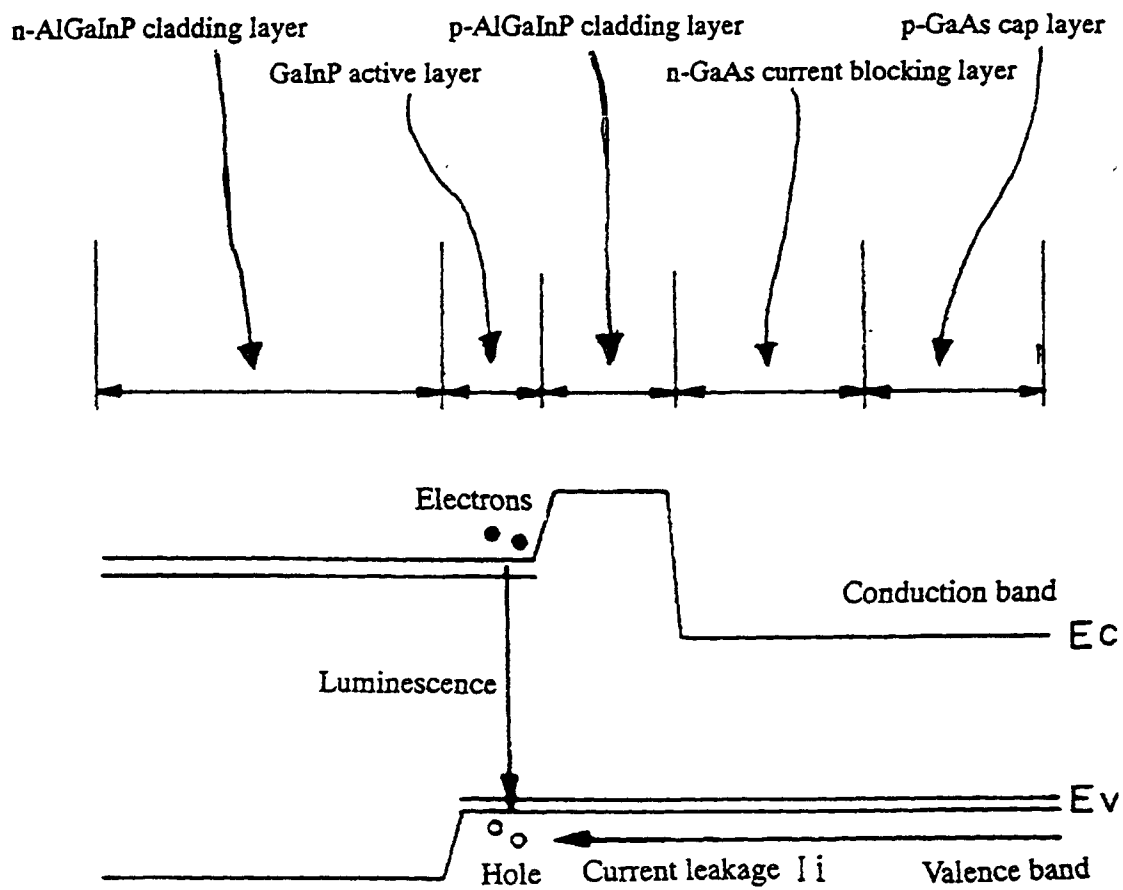 n-AlGaInP cladding layer
p-AlGaInP cladding layer
p-GaAs cap layer
GaInP active layer
n-GaAs current blocking layer
Electrons
Conduction band
Ec
Luminescence
Ev
Hole
Current leakage Ii
Valence band